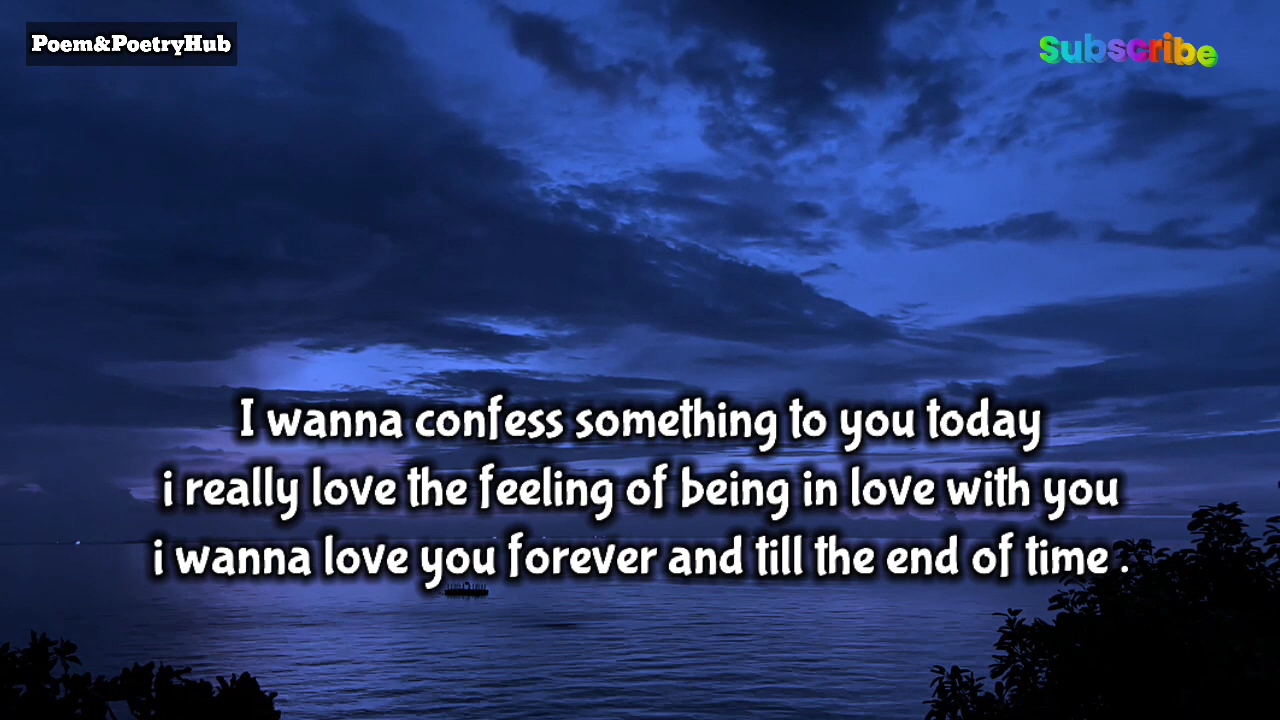 Poem&PoetryHub
Subscribe
I wanna confess something to you today
i really love the feeling of being in love with you
i wanna love you forever and till the end of time .